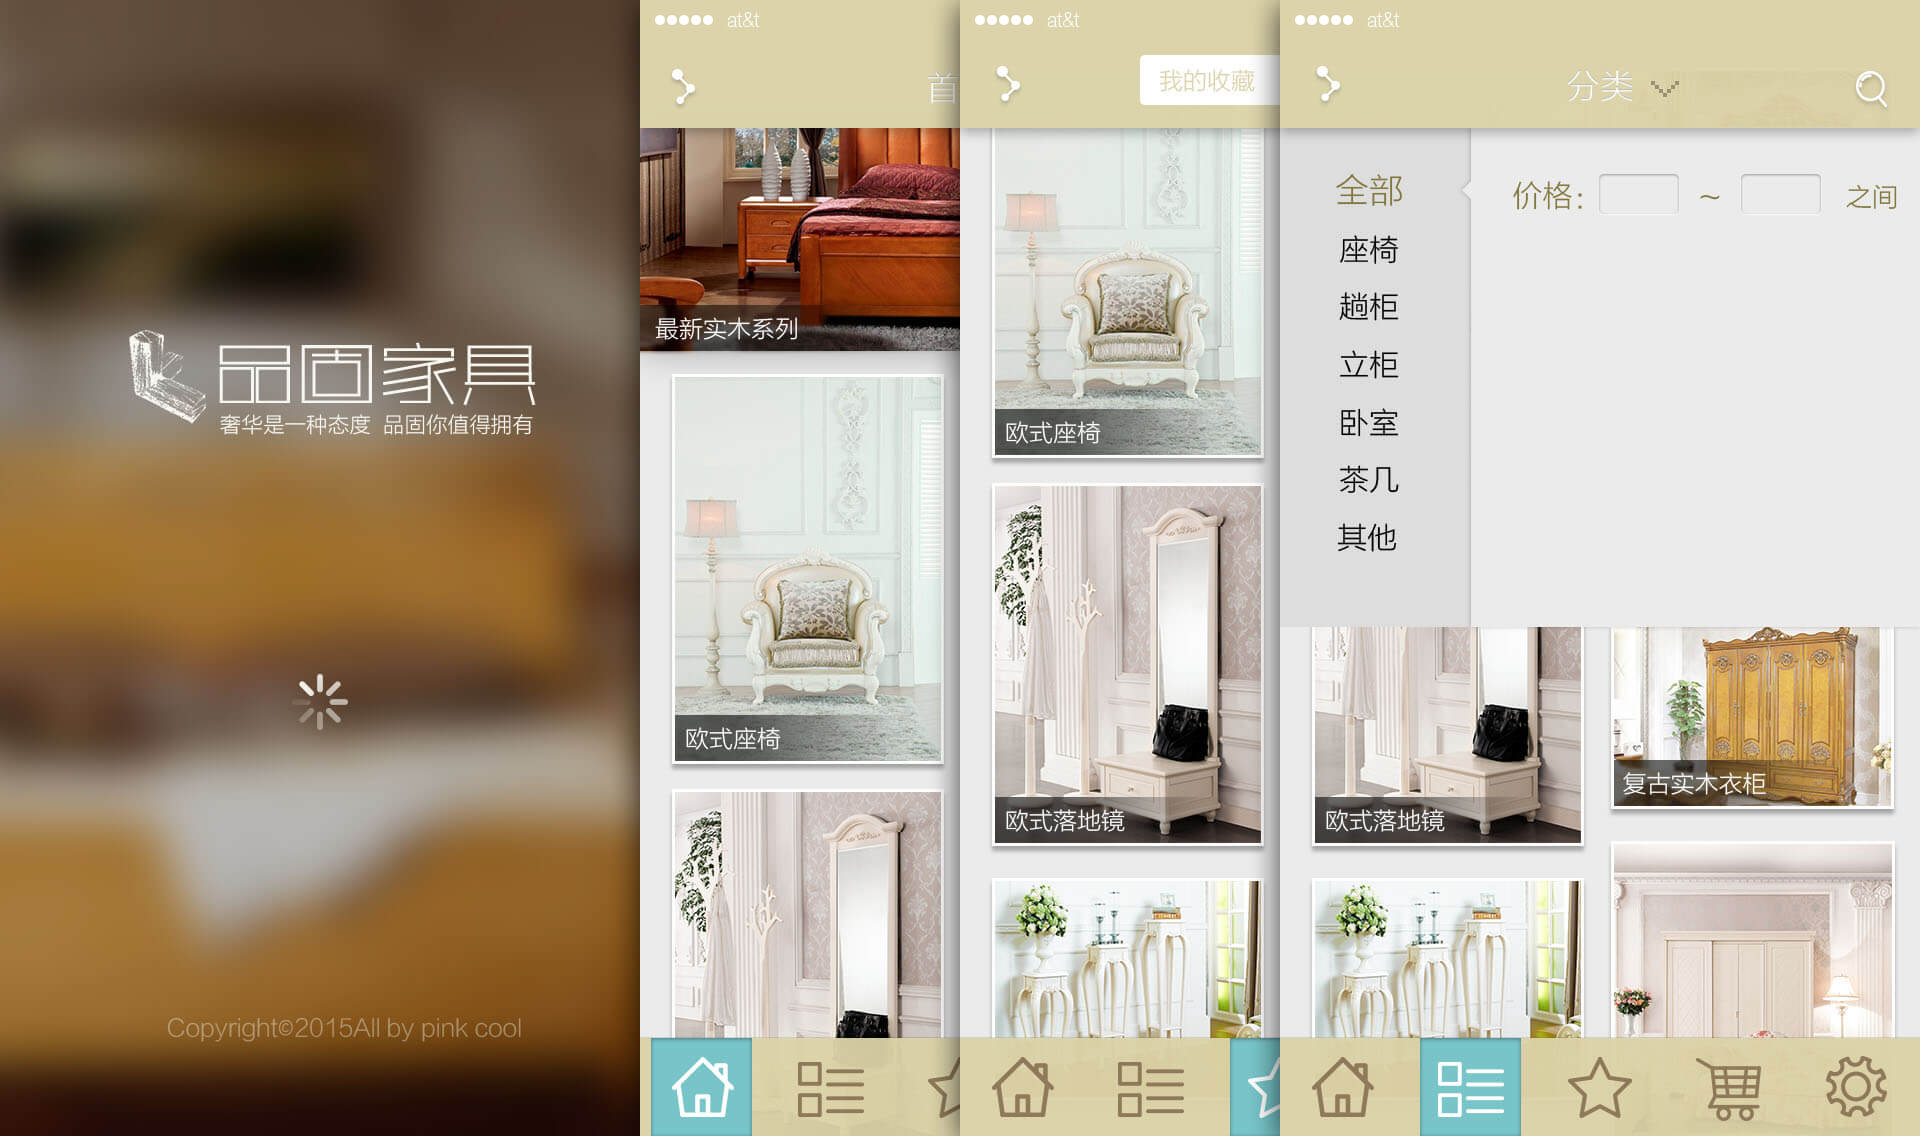 品固家具
奢华是一种态度 品固你值得拥有
Copyright©2015All by pink cool
at&t
首
最新实木系列
欧式座椅
at&t
我的收藏
欧式座椅
欧式落地镜
at&t
分类
全部
座椅
趟柜
立柜
卧室
茶几
其他
价格: ~ 之间
欧式落地镜
复古实木衣柜